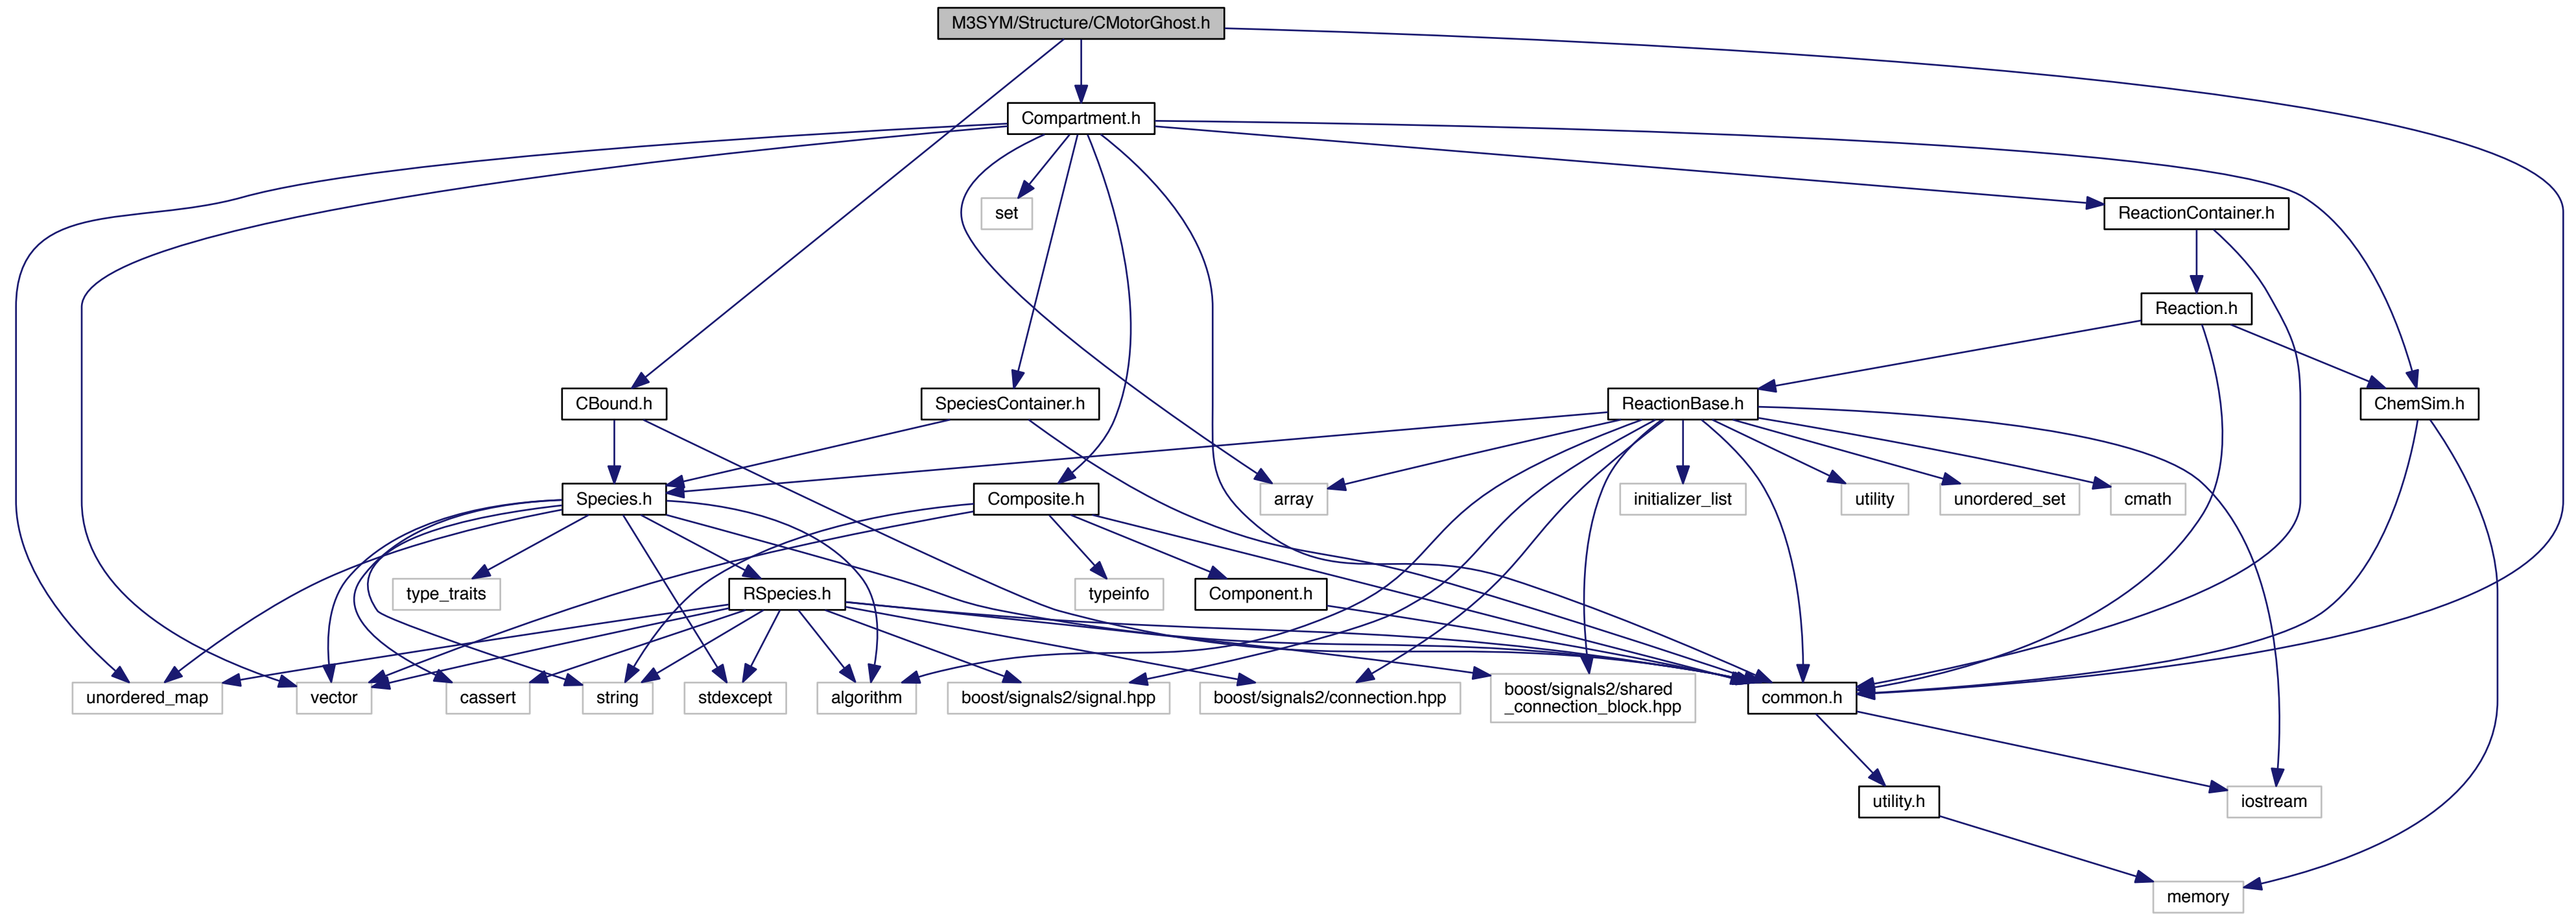 M3SYM/Structure/CMotorGhost.h
Compartment.h
set
ReactionContainer.h
Reaction.h
CBound.h
SpeciesContainer.h
ReactionBase.h
ChemSim.h
Species.h
Composite.h
array
initializer_list
utility
unordered_set
cmath
type_traits
RSpecies.h
typeinfo
Component.h
unordered_map
vector
cassert
string
stdexcept
algorithm
boost/signals2/signal.hpp
boost/signals2/connection.hpp
boost/signals2/shared
_connection_block.hpp
common.h
utility.h
iostream
memory